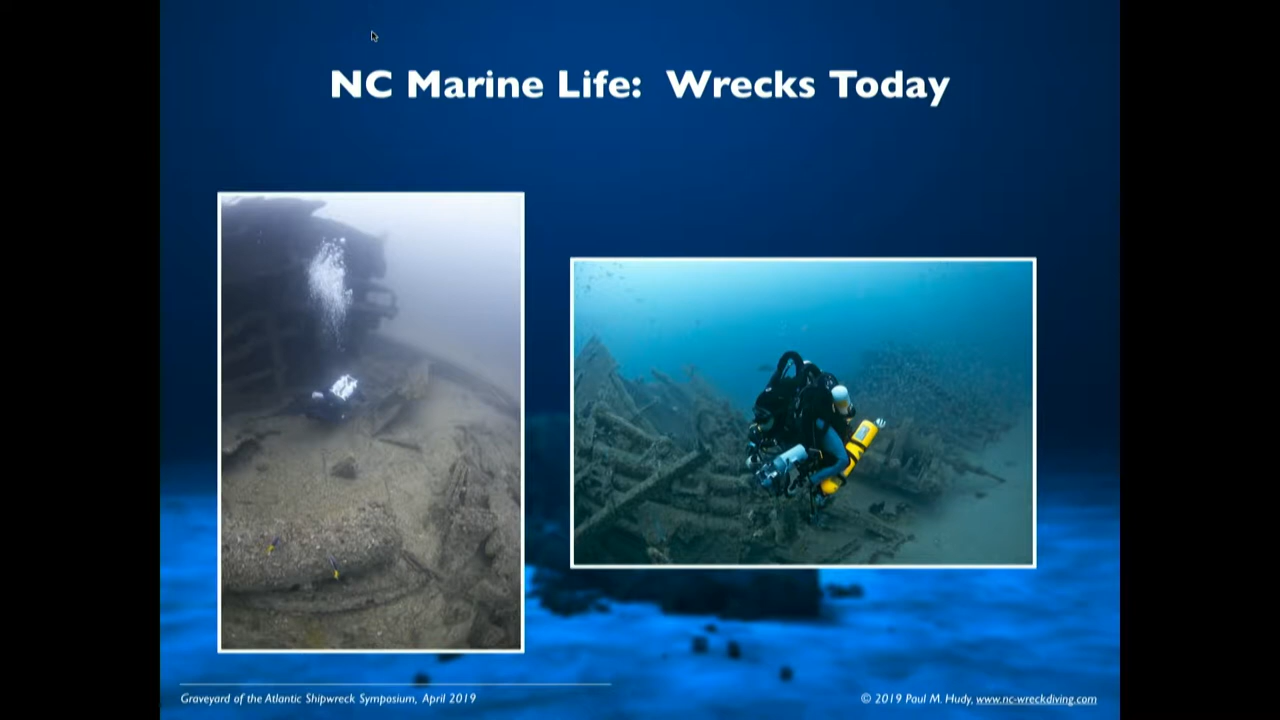 NC Marine Life: Wrecks Today
Graveyard of the Atlantic Shipwreck Symposium, April 2019
© 2019 Paul M. Hudy, www.nc-wreckdiving.com